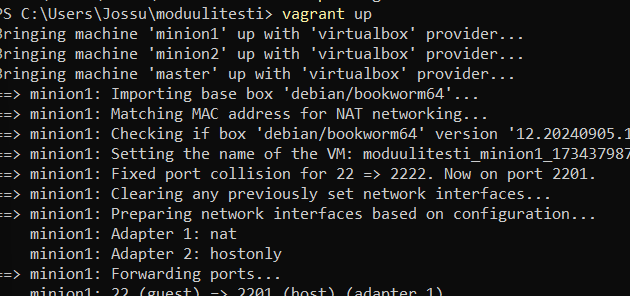 PS C:\Users\Jossu\moduulitesti> vagrant up
Bringing machine 'minion1' up with 'virtualbox' provider...
Bringing machine 'minion2' up with 'virtualbox' provider...
Bringing machine 'master' up with 'virtualbox' provider...
==> minion1: Importing base box 'debian/bookworm64'...
==> minion1: Matching MAC address for NAT networking...
==> minion1: Checking if box 'debian/bookworm64' version '12.20240905.1
==> minion1: Setting the name of the VM: moduulitesti_minion1_173437987
==> minion1: Fixed port collision for 22 => 2222. Now on port 2201.
==> minion1: Clearing any previously set network interfaces...
==> minion1: Preparing network interfaces based on configuration...
minion1: Adapter 1: nat
minion1: Adapter 2: hostonly
==> minion1: Forwarding ports...
minion1: 22 (guest) => 2201 (host) (adapter 1)